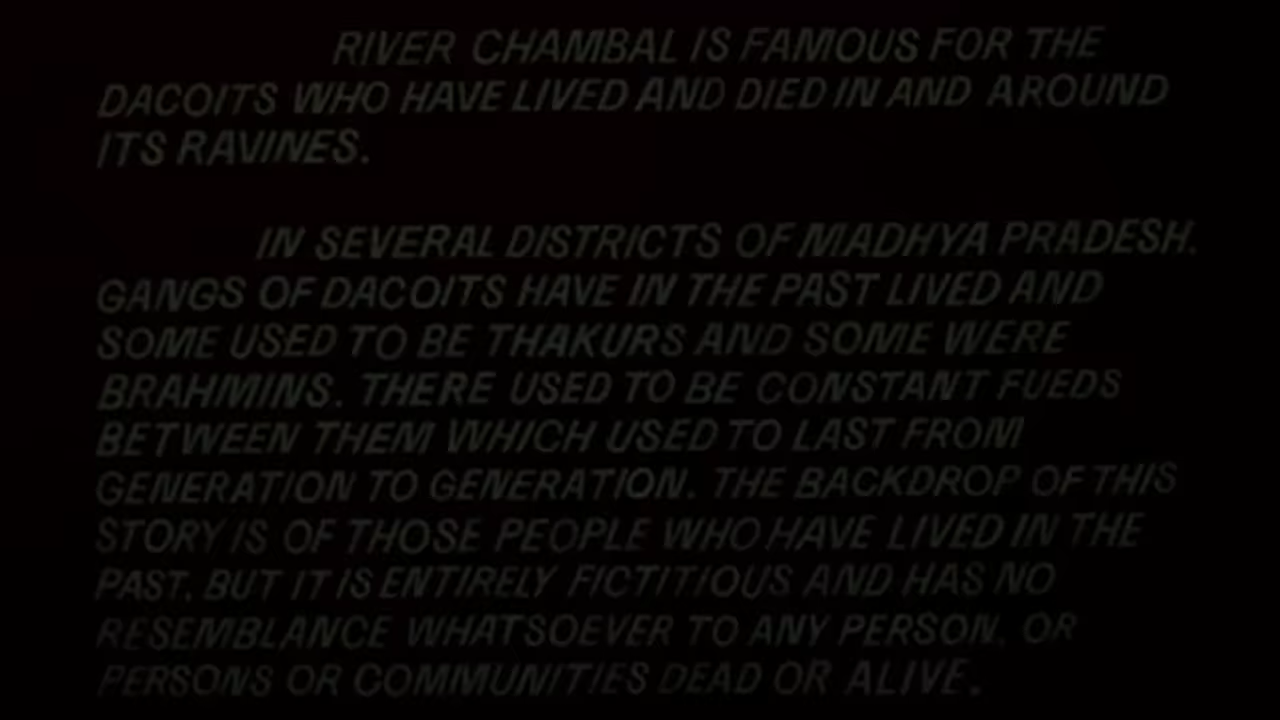 RIVER CHAMBAL IS FAMOUS FOR THE
DACOITS WHO HAVE LIVED AND DIED IN AND AROUND
ITS RAVINES.
IN SEVERAL DISTRICTS OF MADHYA PRADESH.
GANGS OF DACOITS HAVE IN THE PAST LIVED AND
SOME USED TO BE THAKURS AND SOME WERE
BRAHMINS. THERE USED TO BE CONSTANT FUEDS
BETWEEN THEM WHICH USED TO LAST FROM
GENERATION TO GENERATION. THE BACKDROP OF THIS
STORY IS OF THOSE PEOPLE WHO HAVE LIVED IN THE
PAST, BUT IT IS ENTIRELY FICTITIOUS AND HAS NO
RESEMBLANCE WHATSOEVER TO ANY PERSON, OR
PERSONS OR COMMUNITIES DEAD OR ALIVE.